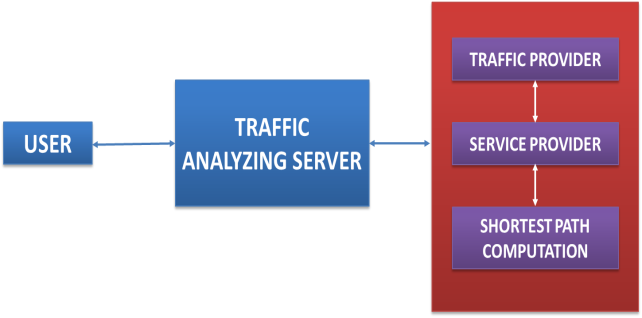 USER
TRAFFIC
ANALYZING SERVER
TRAFFIC PROVIDER
SERVICE PROVIDER
SHORTEST PATH
COMPUTATION